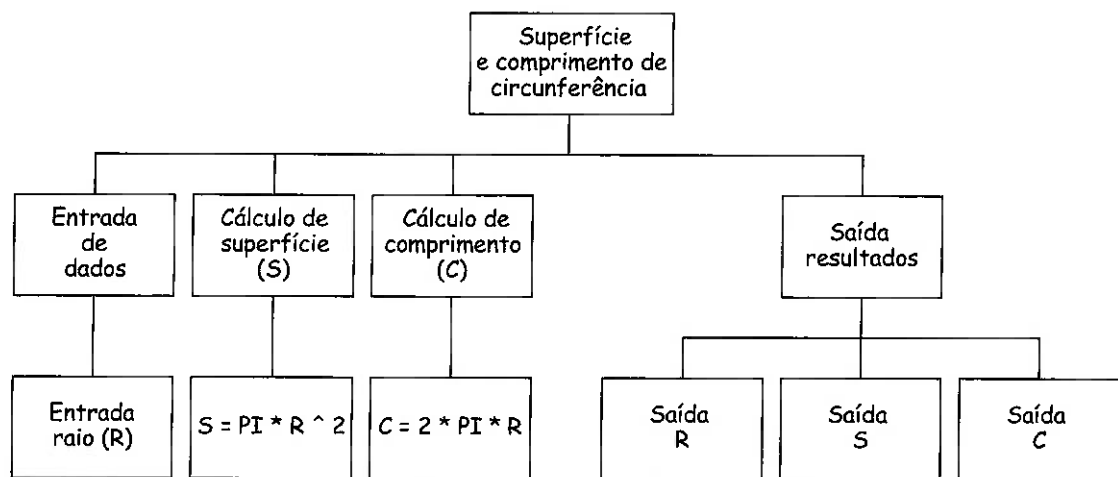 Superfície
e comprimento de
circunferência
Entrada
de
dados
Cálculo de
superfície
(S)
Cálculo de
comprimento
(C)
Saída
resultados
Entrada
raio (R)
S = PI * R ^ 2
C = 2 * PI * R
Saída
R
Saída
S
Saída
C